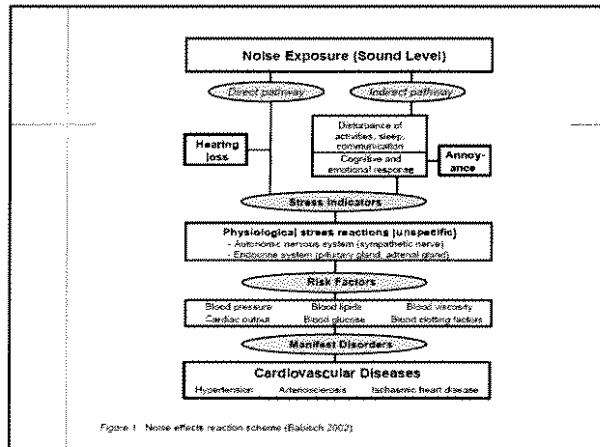 Noise Exposure (Sound Level)
Direct pathway Indirect pathway
Disturbance of
activities, sleep,
communication
Hearing
loss
Cognitive and
emotional response
Annoy-
ance
Stress Indicators
Physiological stress reactions (unspecific)
- Autonomic nervous system (sympathetic nerve)
- Endocrine system (pituitary gland, adrenal gland)
Risk Factors
Blood pressure Blood lipids Blood viscosity
Cardiac output Blood glucose Blood clotting factors
Manifest Disorders
Cardiovascular Diseases
Hypertension Arteriosclerosis Ischaemic heart disease
Figure 1 Noise effects reaction scheme (Babisch 2002)